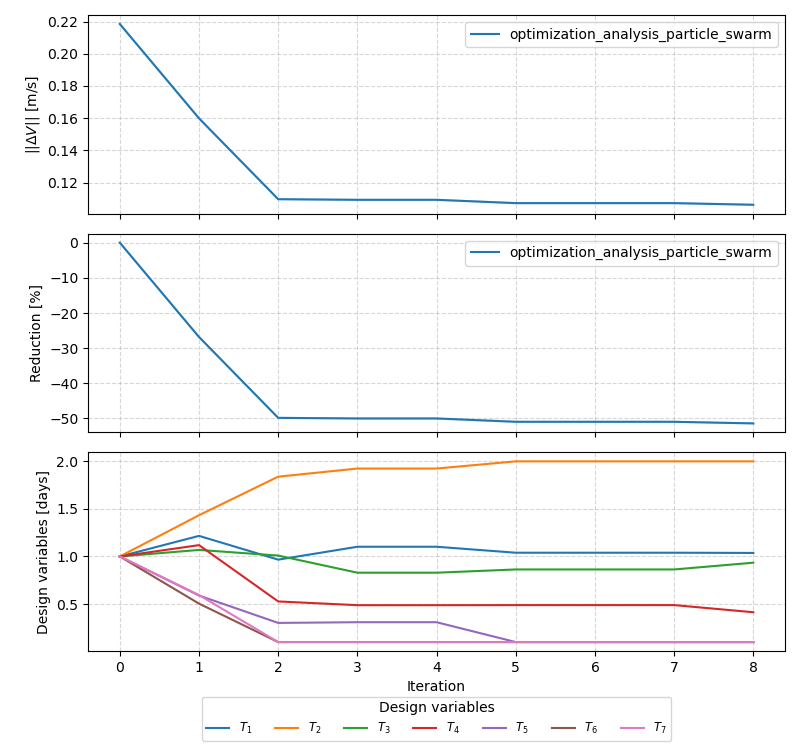 0.22
0.20
0.18
0.16
0.14
0.12
||ΔV|| [m/s]
optimization_analysis_particle_swarm
0
−10
−20
−30
−40
−50
Reduction [%]
optimization_analysis_particle_swarm
2.0
1.5
1.0
0.5
Design variables [days]
0 1 2 3 4 5 6 7 8
Iteration
Design variables
T₁ T₂ T₃ T₄ T₅ T₆ T₇